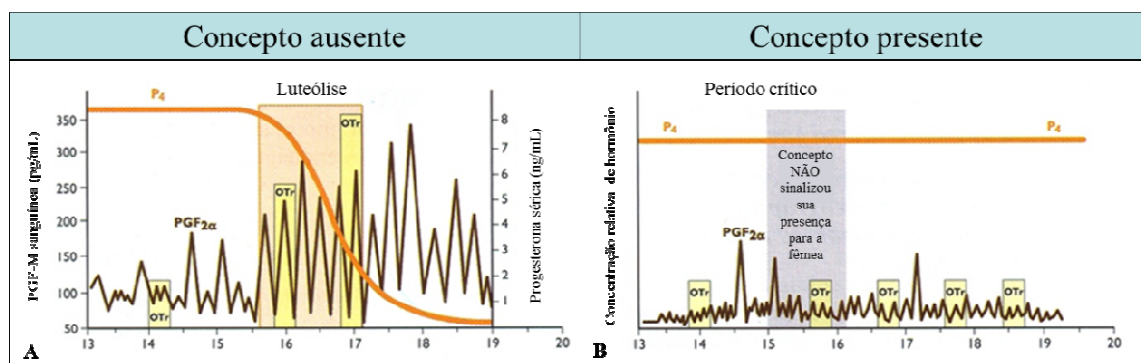 Concepto ausente
Concepto presente
Luteólise
P4
OTr
OTr
PGF2α
OTr
OTr
PGF-M sanguínea (pg/mL)
350
300
250
200
150
100
50
8
7
6
5
4
3
2
1
Progesterona sérica (ng/mL)
13
14
15
16
17
18
19
20
A
Período crítico
P4
P4
Concepto
NÃO
sinalizou
sua
presença
para a
fêmea
PGF2α
OTr
OTr
OTr
OTr
OTr
Concentração relativa de hormônio
13
14
15
16
17
18
19
20
B